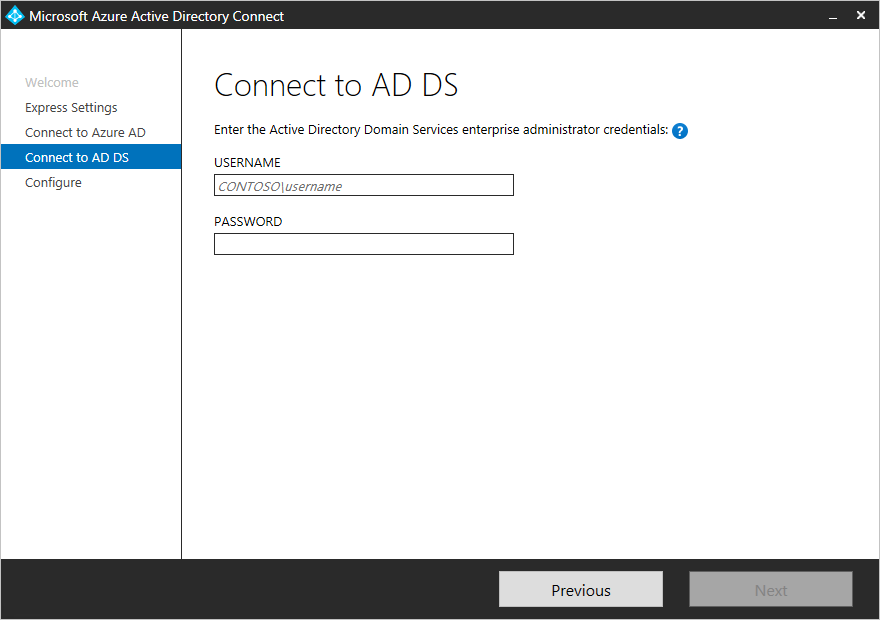 Microsoft Azure Active Directory Connect
Welcome
Express Settings
Connect to Azure AD
Connect to AD DS
Configure
Connect to AD DS
Enter the Active Directory Domain Services enterprise administrator credentials: ?
USERNAME
CONTOSO\username
PASSWORD
Previous
Next